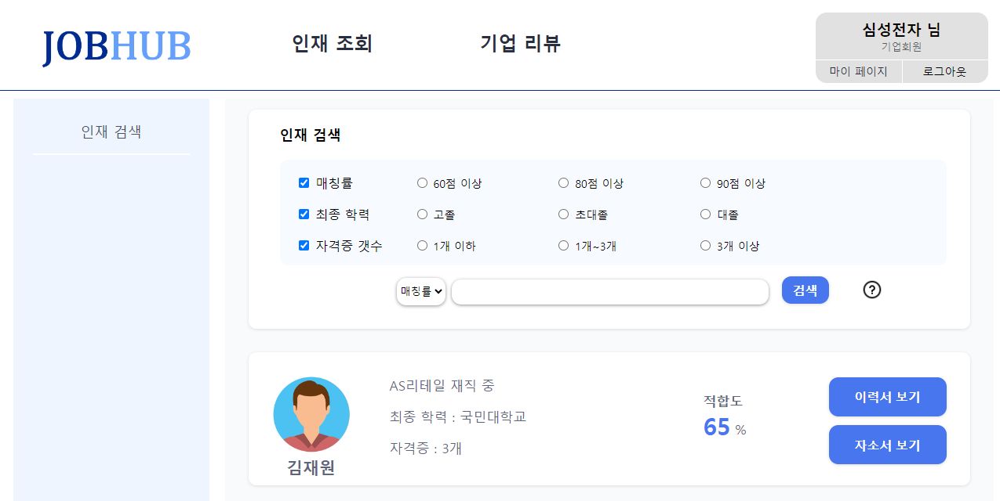 JOBHUB
인재 조회
기업 리뷰
심성전자 님
기업회원
마이 페이지
로그아웃
인재 검색
인재 검색
매칭률 60점 이상 80점 이상 90점 이상
최종 학력 고졸 초대졸 대졸
자격증 갯수 1개 이하 1개~3개 3개 이상
매칭률 검색 ?
AS리테일 재직 중
최종 학력 : 국민대학교
자격증 : 3개
김재원
적합도
65 %
이력서 보기
자소서 보기